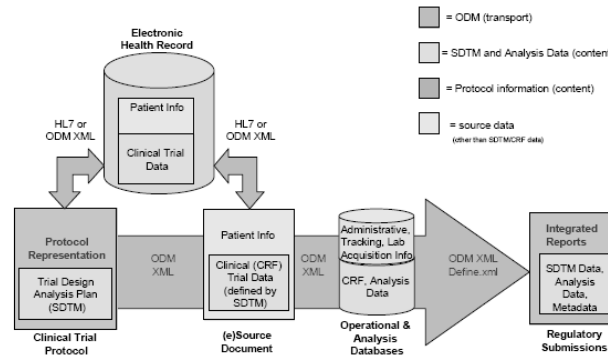 Electronic
Health Record
Patient Info
Clinical Trial
Data
HL7 or
ODM XML
HL7 or
ODM XML
= ODM (transport)
= SDTM and Analysis Data (content
= Protocol information (content)
= source data
(other than SDTM/CRF data)
Protocol
Representation
Trial Design
Analysis Plan
(SDTM)
Clinical Trial
Protocol
ODM
XML
Patient Info
Clinical (CRF)
Trial Data
(defined by
SDTM)
(e)Source
Document
ODM
XML
Administrative,
Tracking, Lab
Acquisition Info
CRF, Analysis
Data
Operational &
Analysis
Databases
ODM XML
Define.xml
Integrated
Reports
SDTM Data,
Analysis
Data,
Metadata
Regulatory
Submissions